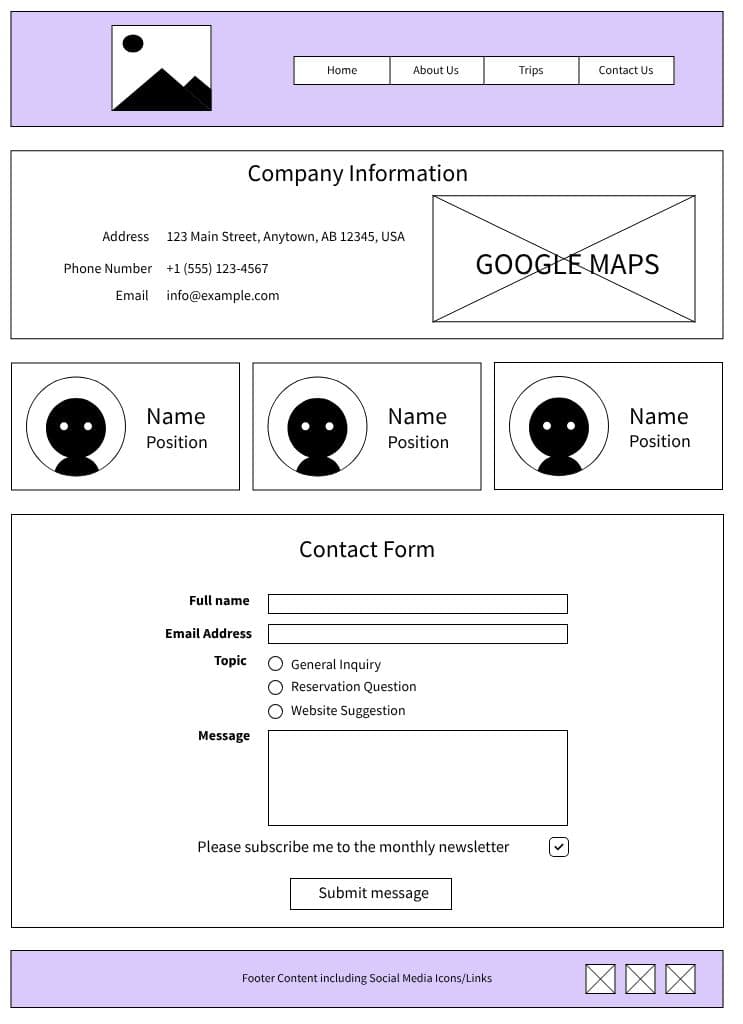 Home About Us Trips Contact Us
Company Information
Address 123 Main Street, Anytown, AB 12345, USA
Phone Number +1 (555) 123-4567
Email info@example.com
GOOGLE MAPS
Name
Position
Name
Position
Name
Position
Contact Form
Full name
Email Address
Topic
General Inquiry
Reservation Question
Website Suggestion
Message
Please subscribe me to the monthly newsletter
Submit message
Footer Content including Social Media Icons/Links